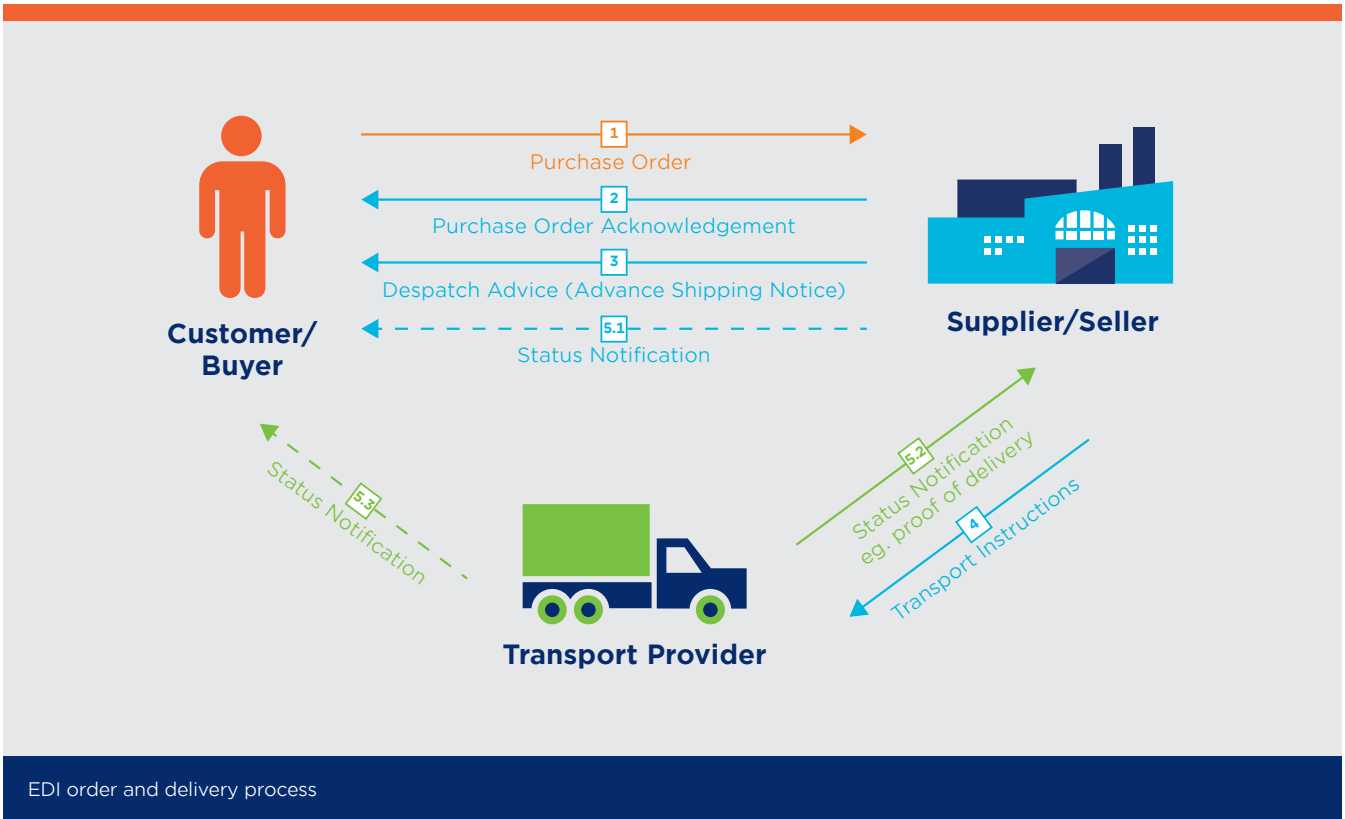 1
Purchase Order
2
Purchase Order Acknowledgement
3
Despatch Advice (Advance Shipping Notice)
5.1
Status Notification
Customer/
Buyer
Supplier/Seller
5.3
Status Notification
5.2
Status Notification
eg. proof of delivery
4
Transport Instructions
Transport Provider
EDI order and delivery process